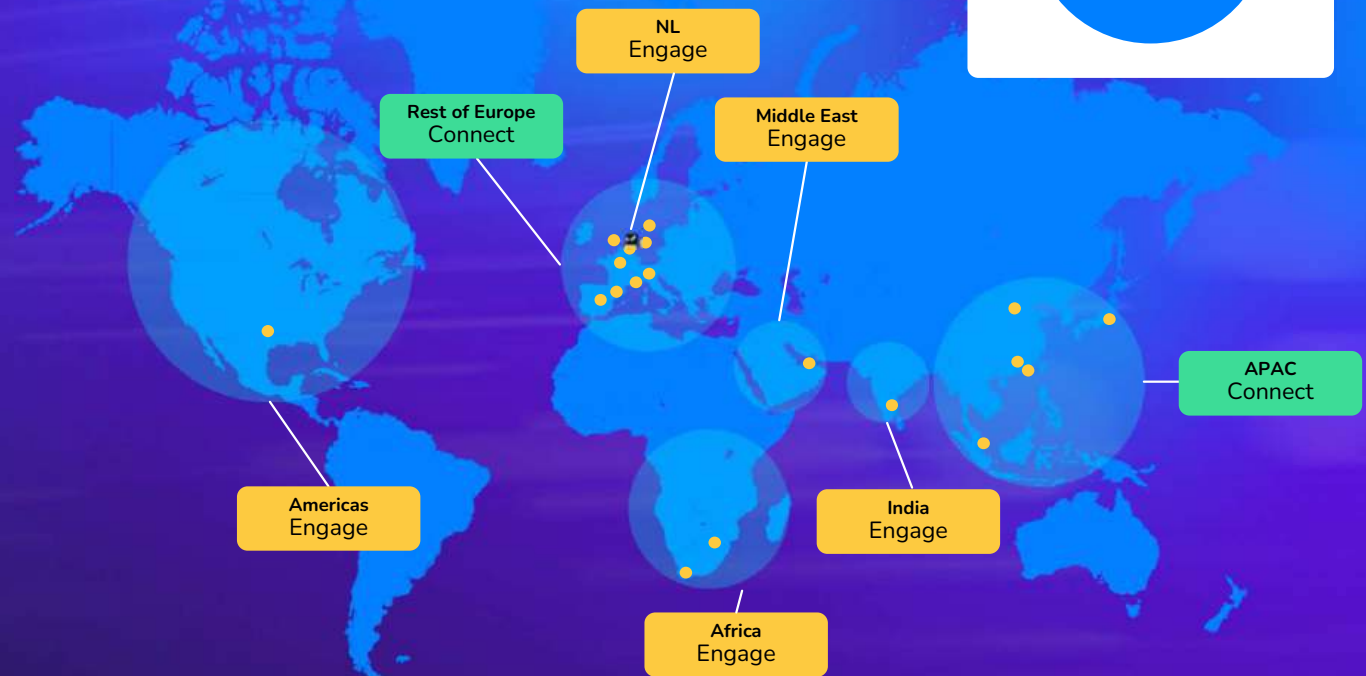 NL
Engage
Rest of Europe
Connect
Middle East
Engage
APAC
Connect
Americas
Engage
India
Engage
Africa
Engage